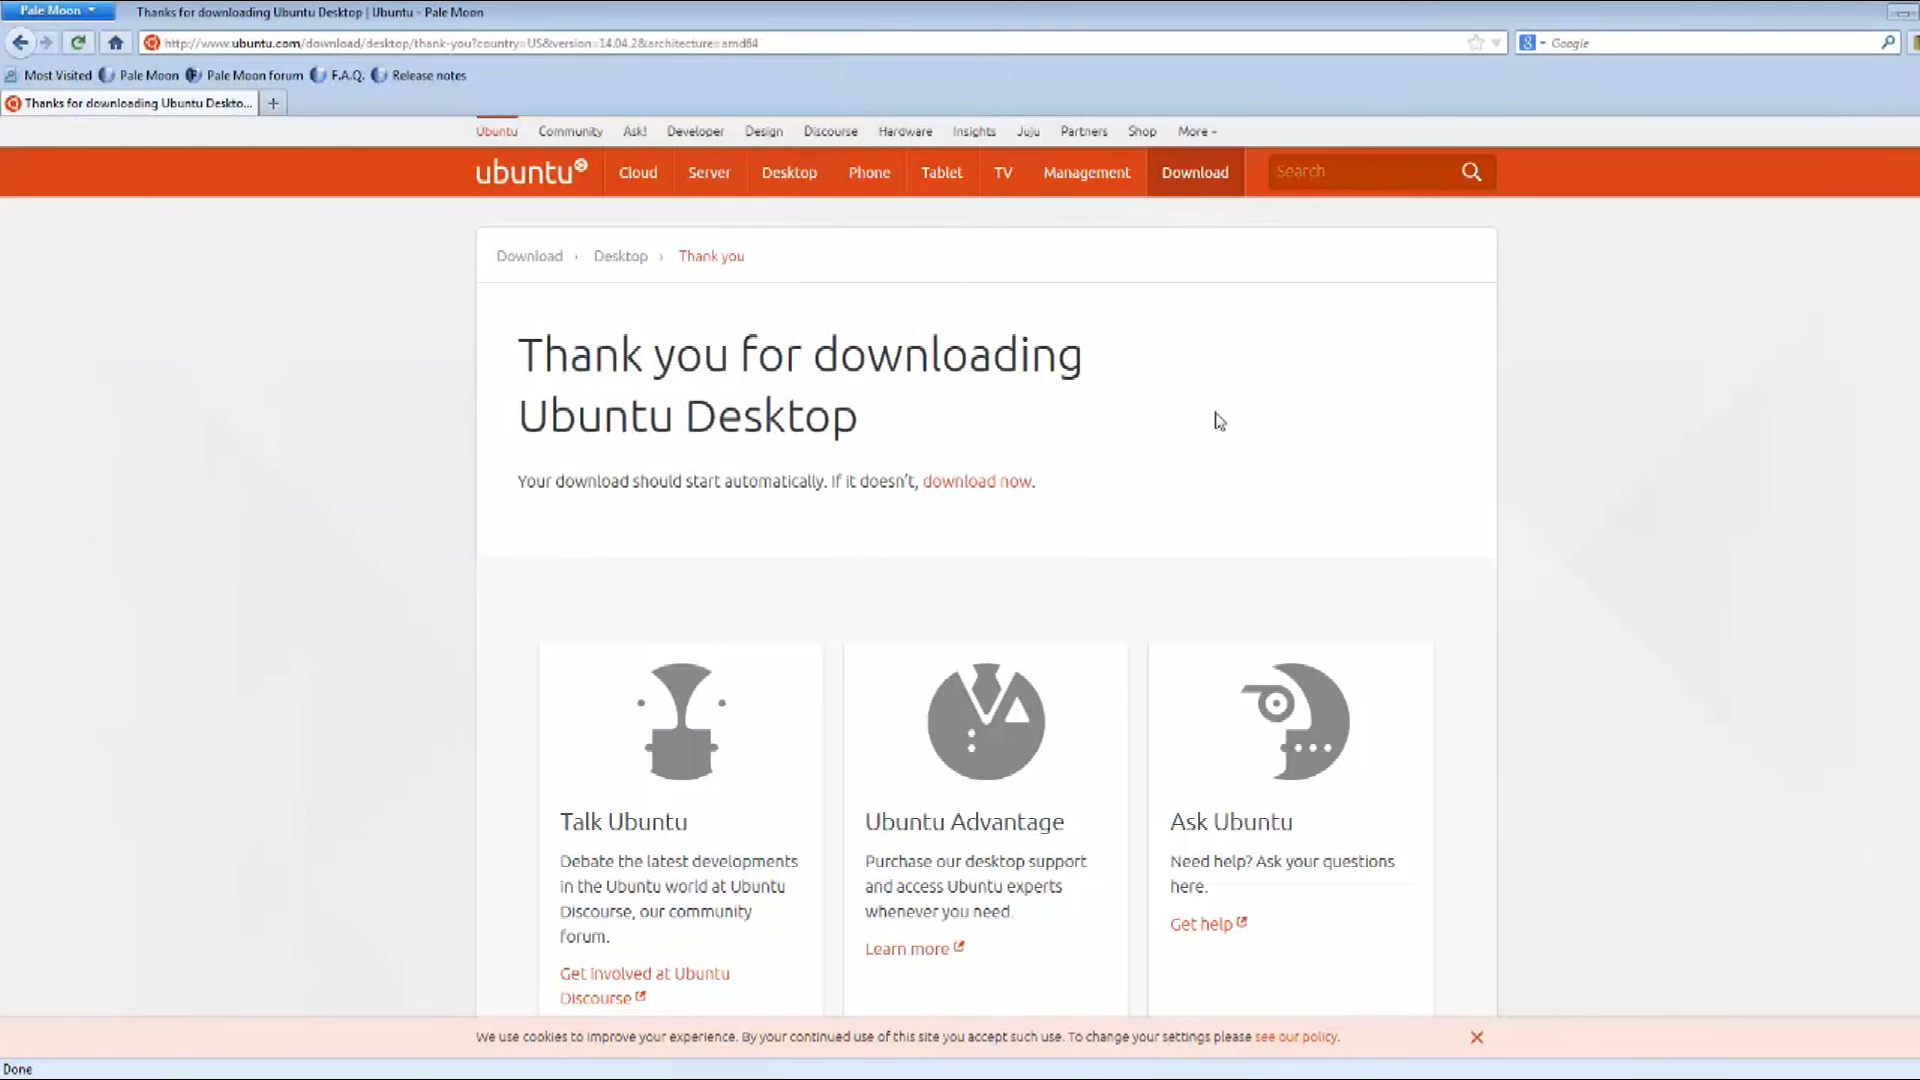 Pale Moon
Thanks for downloading Ubuntu Desktop | Ubuntu - Pale Moon
http://www.ubuntu.com/download/desktop/thank-you?country=US&version=14.04.2&architecture=amd64
Google
Most Visited Pale Moon Pale Moon forum F.A.Q. Release notes
Thanks for downloading Ubuntu Deskto... +
Ubuntu Community Ask! Developer Design Discourse Hardware Insights Juju Partners Shop More
ubuntu Cloud Server Desktop Phone Tablet TV Management Download Search
Download › Desktop › Thank you
Thank you for downloading
Ubuntu Desktop
Your download should start automatically. If it doesn’t, download now.
Talk Ubuntu
Debate the latest developments
in the Ubuntu world at Ubuntu
Discourse, our community
forum.
Get involved at Ubuntu
Discourse
Ubuntu Advantage
Purchase our desktop support
and access Ubuntu experts
whenever you need.
Learn more
Ask Ubuntu
Need help? Ask your questions
here.
Get help
We use cookies to improve your experience. By your continued use of this site you accept such use. To change your settings please see our policy.
Done